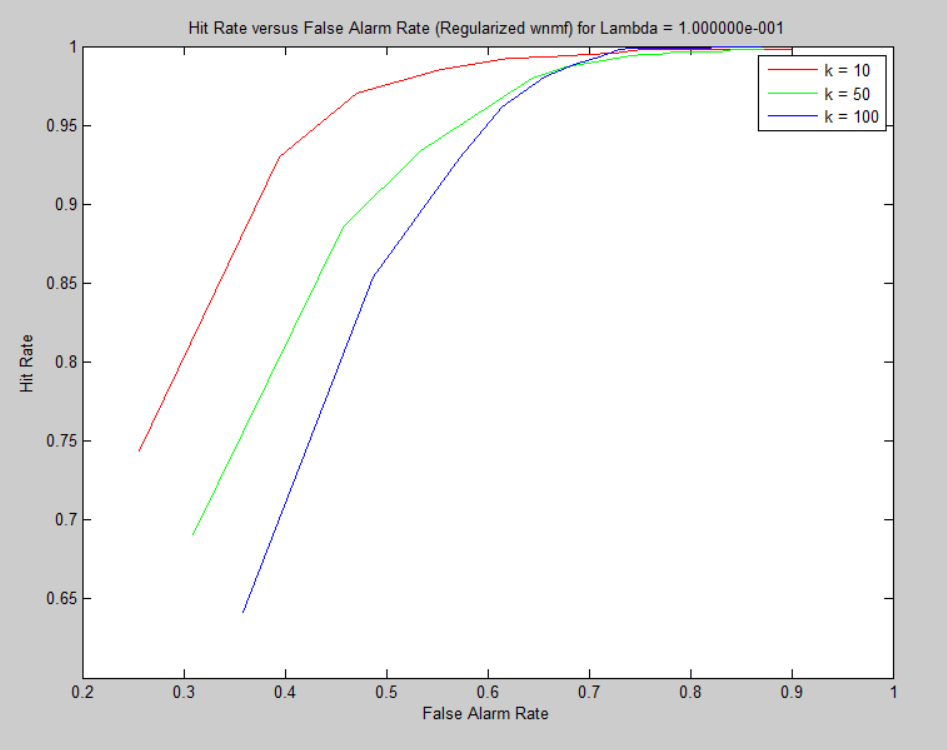 Hit Rate versus False Alarm Rate (Regularized wnmf) for Lambda = 1.000000e-001
1
0.95
0.9
0.85
0.8
0.75
0.7
0.65
Hit Rate
k = 10
k = 50
k = 100
0.2 0.3 0.4 0.5 0.6 0.7 0.8 0.9 1
False Alarm Rate